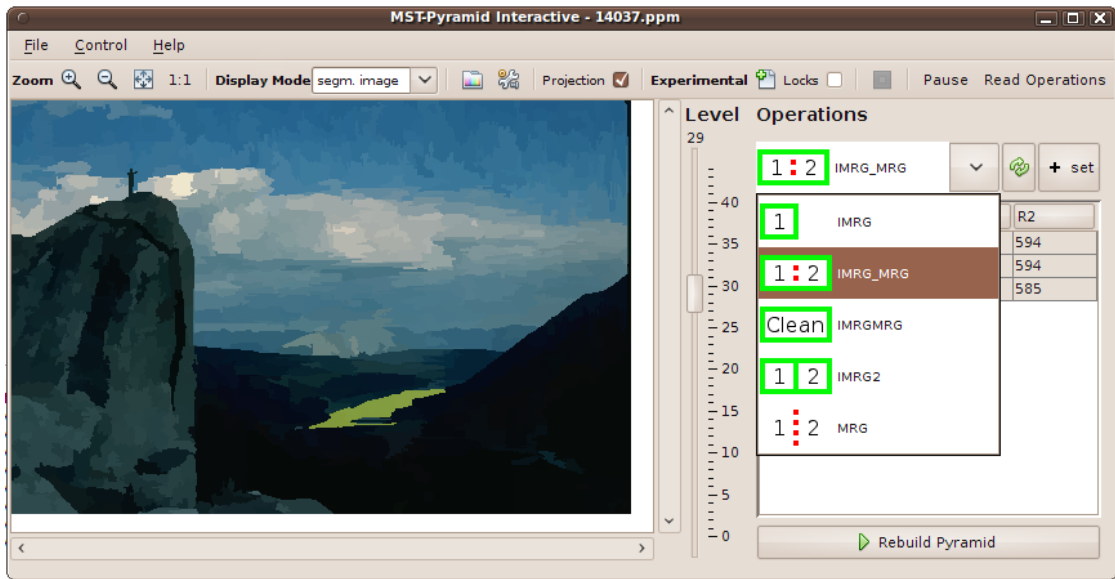 MST-Pyramid Interactive - 14037.ppm
File Control Help
Zoom 1:1 Display Mode segm. image Projection Experimental Locks Pause Read Operations
Level Operations
29
1 2 IMRG_MRG + set
40
35
30
25
20
15
10
5
0
1 IMRG
1 2 IMRG_MRG
Clean IMRGMRG
1 2 IMRG2
1 2 MRG
R2
594
594
585
Rebuild Pyramid